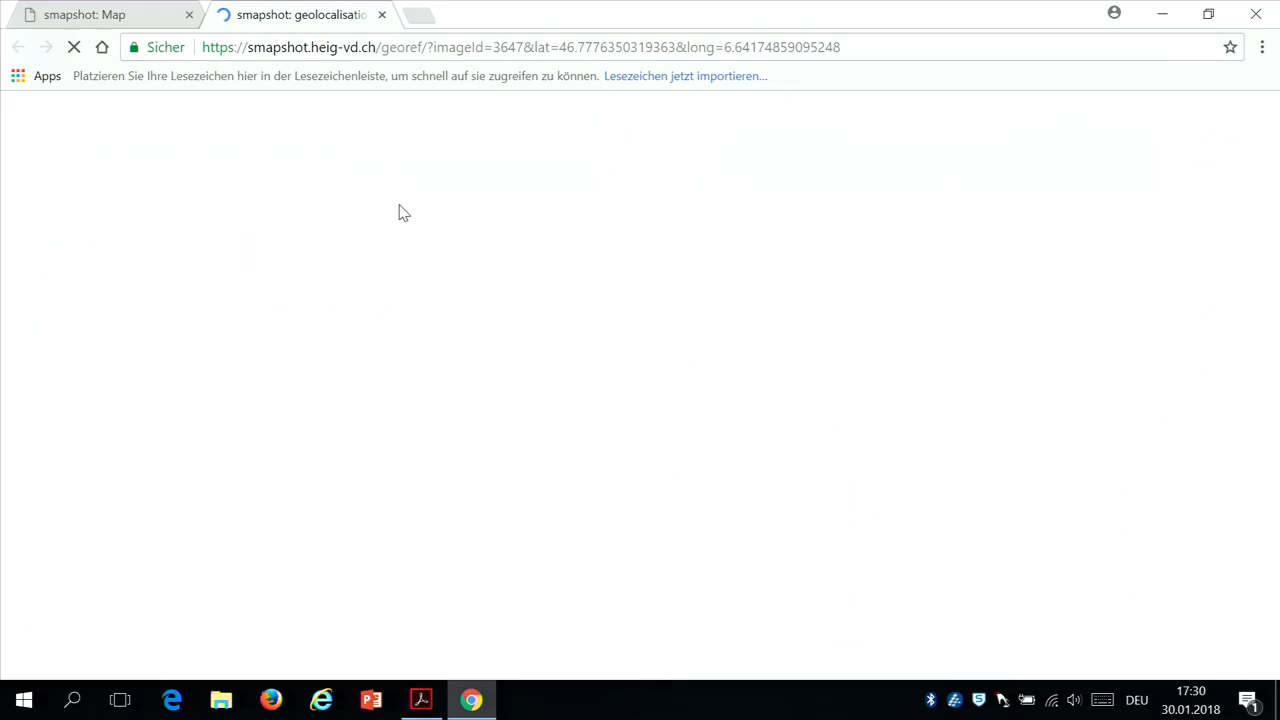 smapshot: Map
smapshot: geolocalisatio
Sicher
https://smapshot.heig-vd.ch/georef/?imageId=3647&lat=46.7776350319363&long=6.64174859095248
Apps
Platzieren Sie Ihre Lesezeichen hier in der Lesezeichenleiste, um schnell auf sie zugreifen zu können. Lesezeichen jetzt importieren...
DEU
17:30
30.01.2018
1